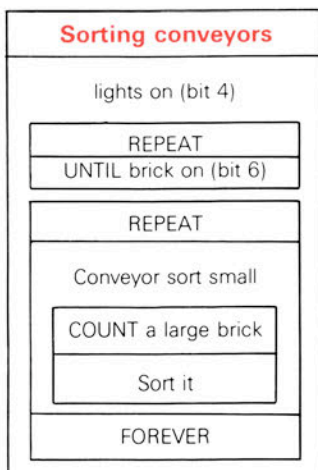 Sorting conveyors
lights on (bit 4)
REPEAT
UNTIL brick on (bit 6)
REPEAT
Conveyor sort small
COUNT a large brick
Sort it
FOREVER